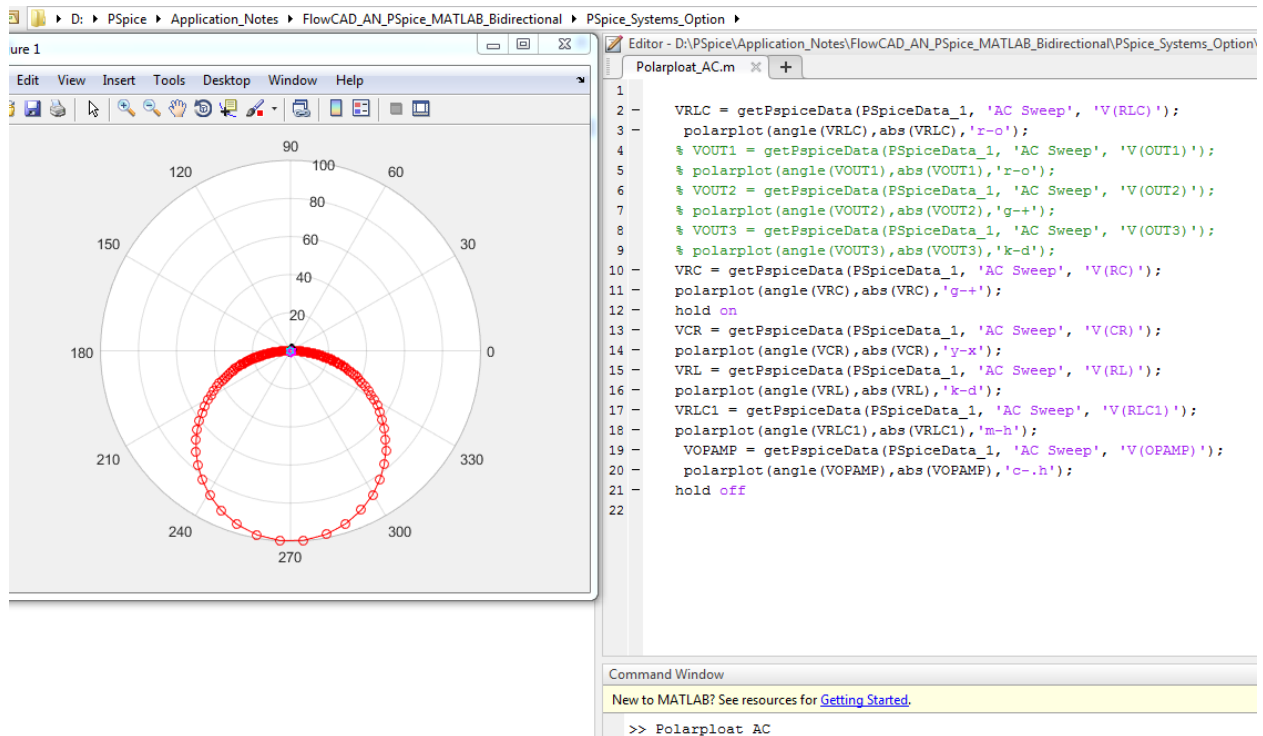 D: ▸ PSpice ▸ Application_Notes ▸ FlowCAD_AN_PSpice_MATLAB_Bidirectional ▸ PSpice_Systems_Option ▸
ure 1
Edit View Insert Tools Desktop Window Help
90
120 100 60
80
150 60 30
40
20
180 0
210 330
240 300
270
Editor - D:\PSpice\Application_Notes\FlowCAD_AN_PSpice_MATLAB_Bidirectional\PSpice_Systems_Option\
Polarploat_AC.m × +
1
2 – VRLC = getPspiceData(PSpiceData_1, 'AC Sweep', 'V(RLC)');
3 – polarplot(angle(VRLC),abs(VRLC),'r-o');
4 % VOUT1 = getPspiceData(PSpiceData_1, 'AC Sweep', 'V(OUT1)');
5 % polarplot(angle(VOUT1),abs(VOUT1),'r-o');
6 % VOUT2 = getPspiceData(PSpiceData_1, 'AC Sweep', 'V(OUT2)');
7 % polarplot(angle(VOUT2),abs(VOUT2),'g-+');
8 % VOUT3 = getPspiceData(PSpiceData_1, 'AC Sweep', 'V(OUT3)');
9 % polarplot(angle(VOUT3),abs(VOUT3),'k-d');
10 – VRC = getPspiceData(PSpiceData_1, 'AC Sweep', 'V(RC)');
11 – polarplot(angle(VRC),abs(VRC),'g-+');
12 – hold on
13 – VCR = getPspiceData(PSpiceData_1, 'AC Sweep', 'V(CR)');
14 – polarplot(angle(VCR),abs(VCR),'y-x');
15 – VRL = getPspiceData(PSpiceData_1, 'AC Sweep', 'V(RL)');
16 – polarplot(angle(VRL),abs(VRL),'k-d');
17 – VRLC1 = getPspiceData(PSpiceData_1, 'AC Sweep', 'V(RLC1)');
18 – polarplot(angle(VRLC1),abs(VRLC1),'m-h');
19 – VOPAMP = getPspiceData(PSpiceData_1, 'AC Sweep', 'V(OPAMP)');
20 – polarplot(angle(VOPAMP),abs(VOPAMP),'c-.h');
21 – hold off
22
Command Window
New to MATLAB? See resources for Getting Started.
>> Polarploat AC